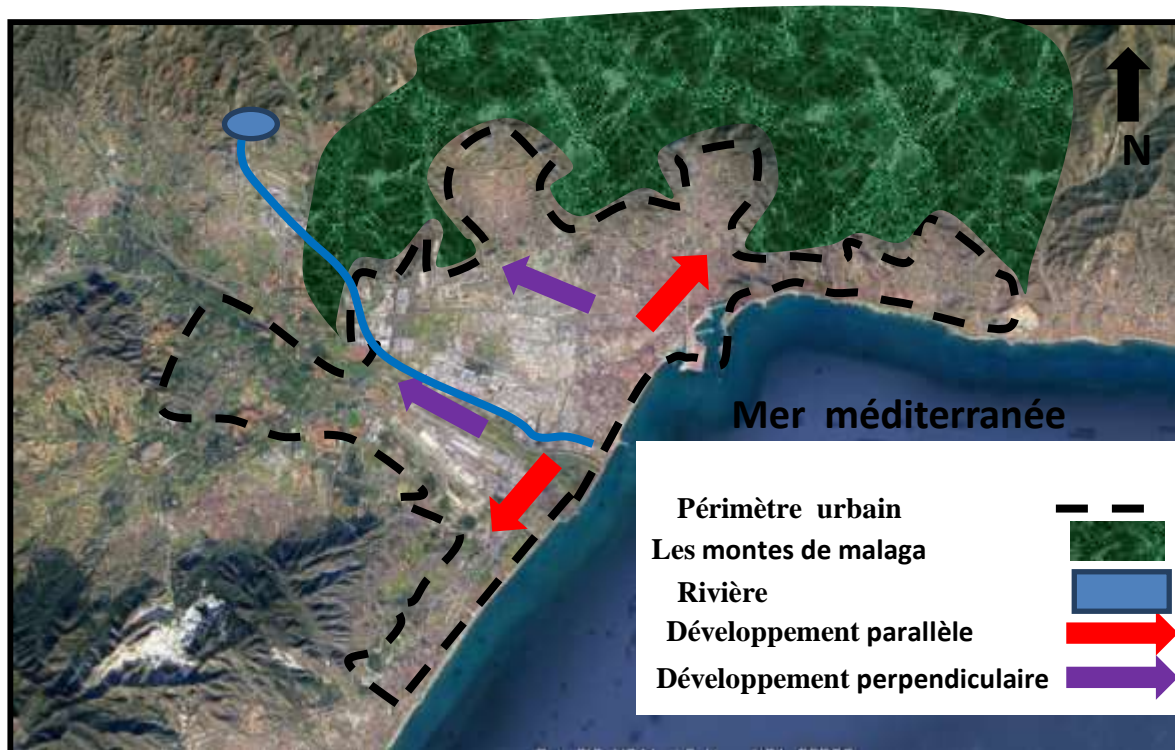 N
Mer méditerranée
Périmètre urbain
Les montes de malaga
Rivière
Développement parallèle
Développement perpendiculaire